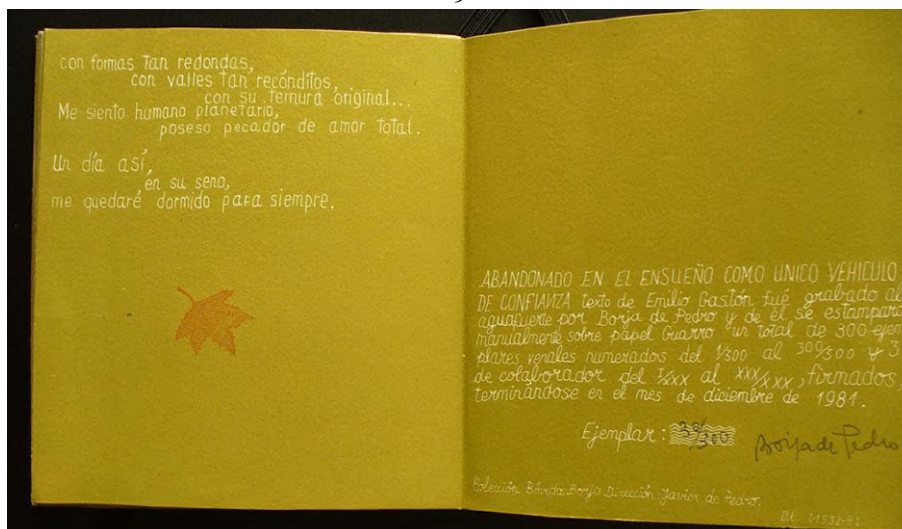 con formas tan redondas,
con valles tan recónditos,
con su ternura original...
Me siento humano planetario,
poseso pecador de amor total.
Un día así,
en su seno,
me quedaré dormido para siempre.
ABANDONADO EN EL ENSUEÑO COMO UNICO VEHICULO
DE CONFIANZA texto de Emilio Gastón fué grabado al
aguafuerte por Borja de Pedro y de él se estamparo
manualmente sobre papel Guarro un total de 300 ejem
plares venales numerados del 1/300 al 300/300 y 3
de colaborador del I/XXX al XXX/XXX, firmados,
terminándose en el mes de diciembre de 1981.
Ejemplar: /300 Borja de Pedro
Colección Bóveda Borja Dirección: Javier de Pedro.
D.L. 31532-81